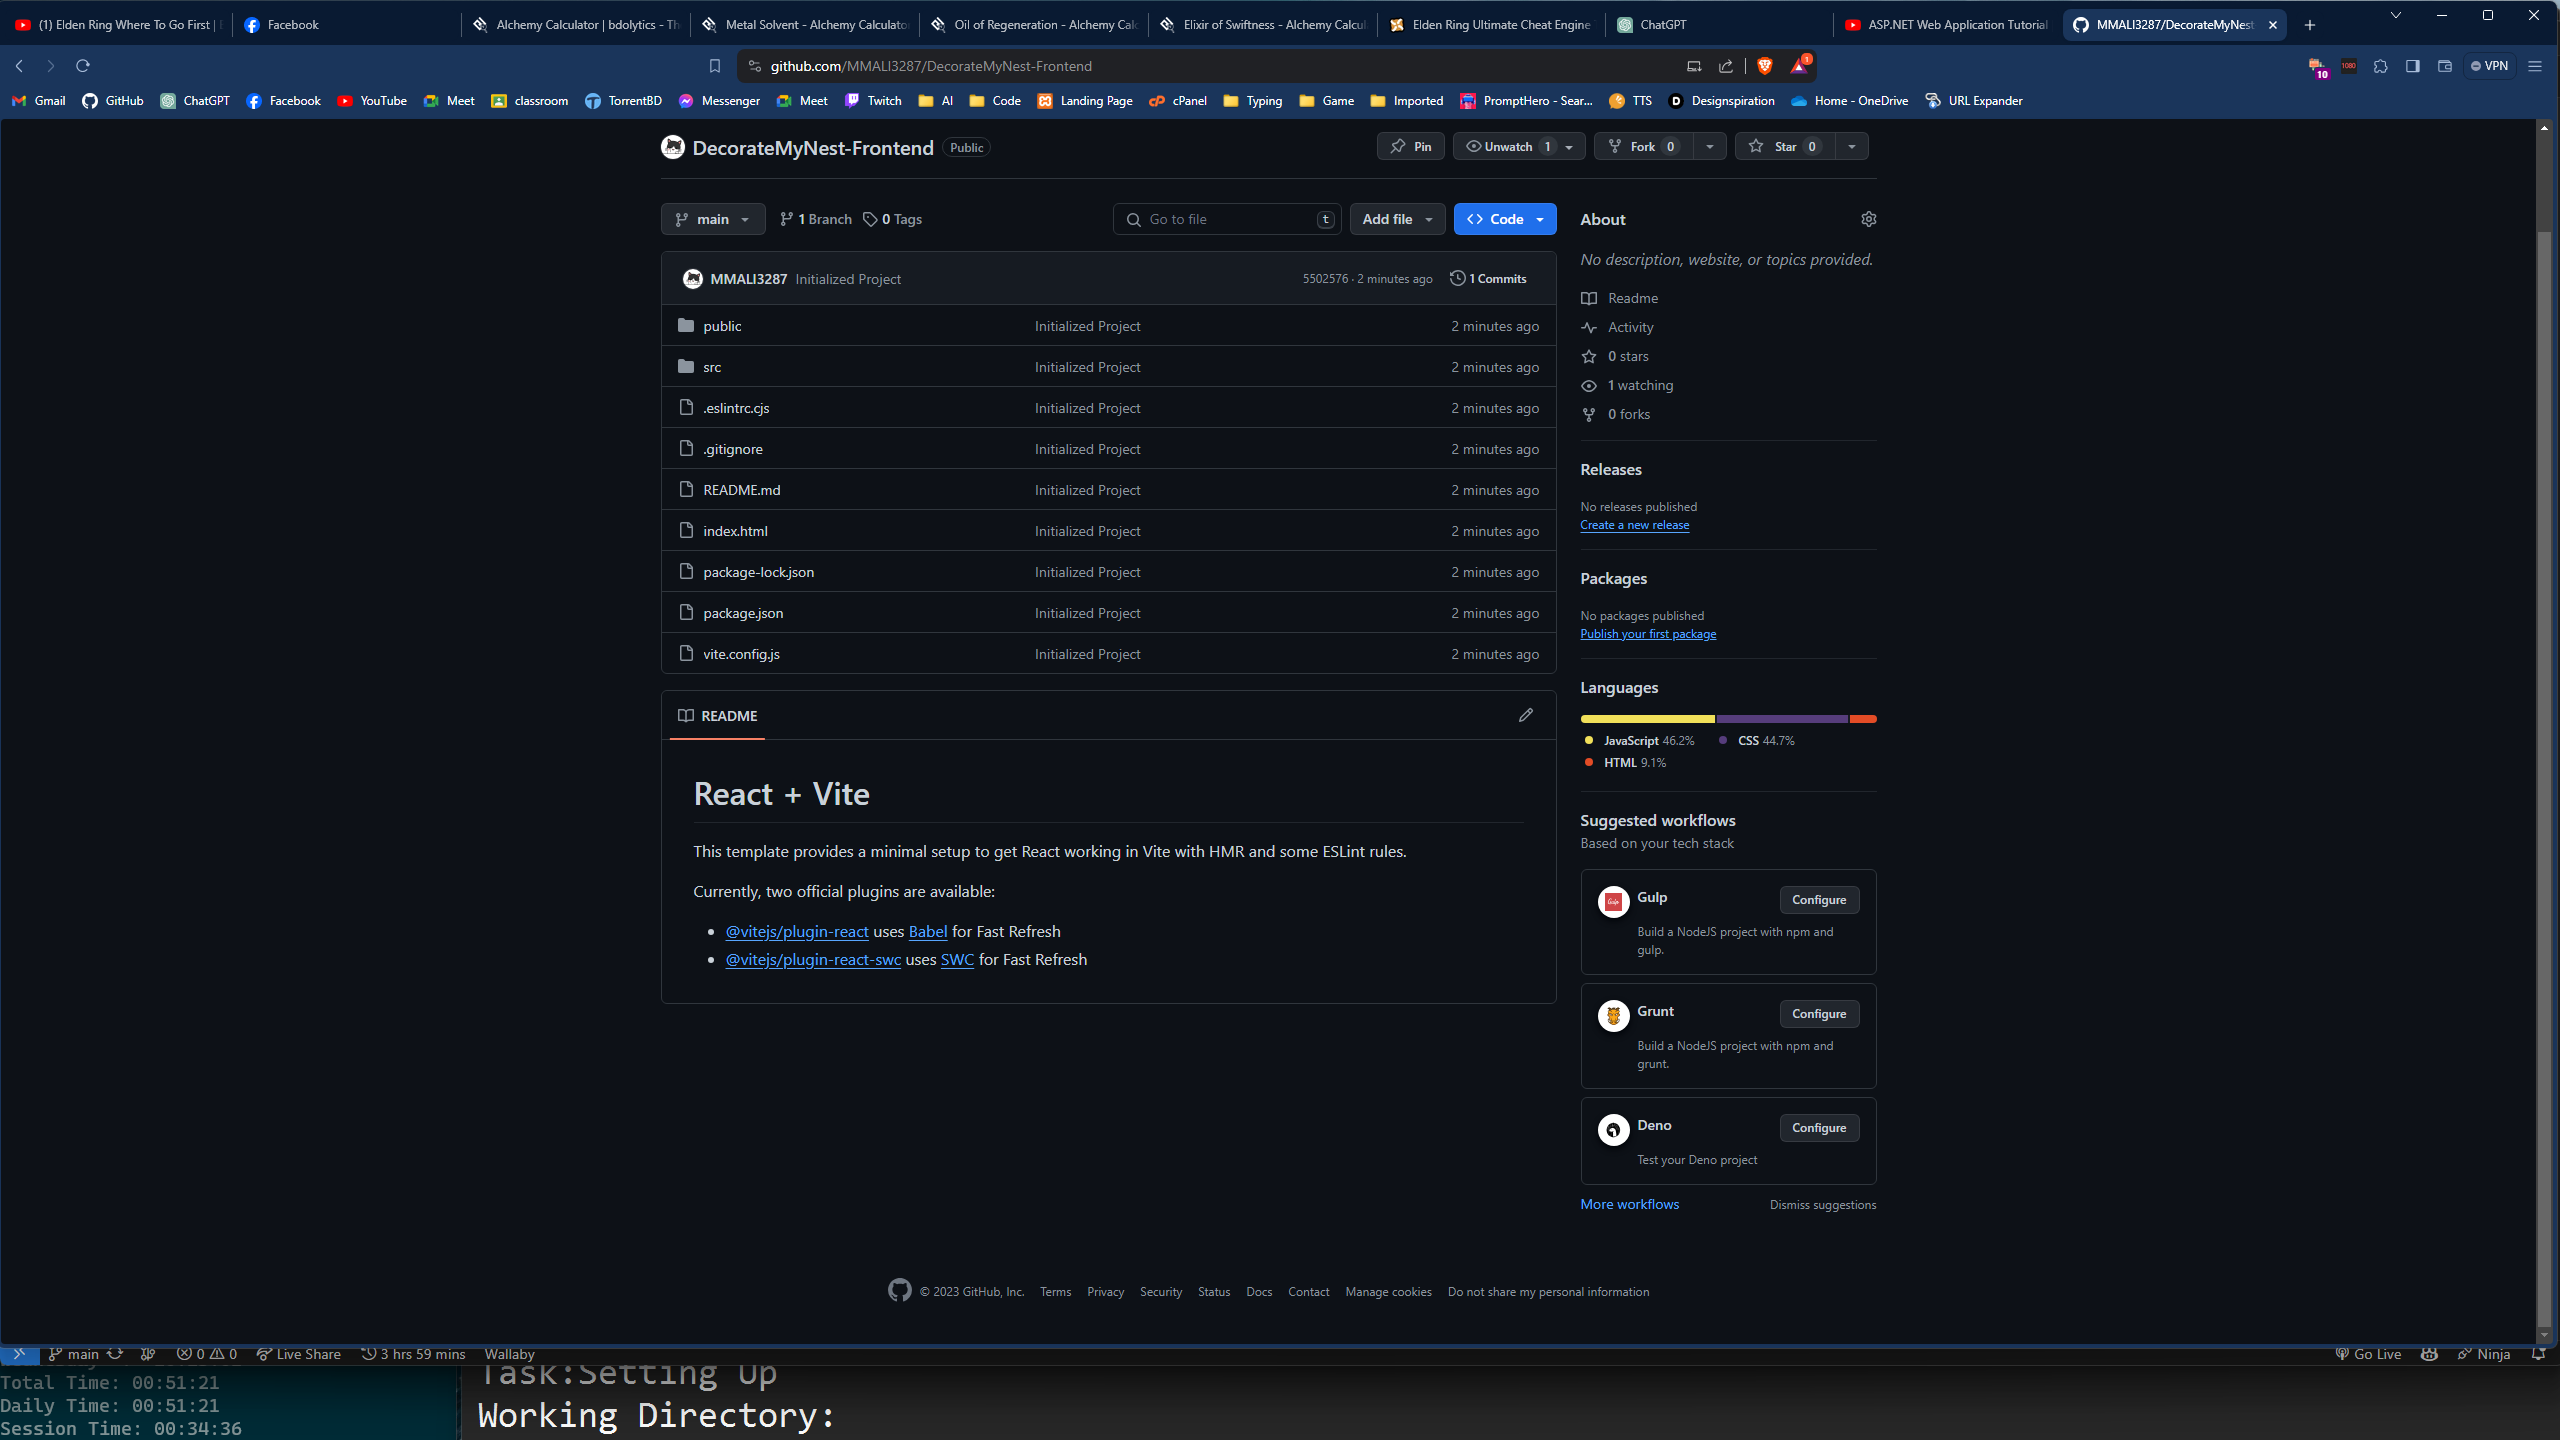 (1) Elden Ring Where To Go First |
Facebook
Alchemy Calculator | bdolytics - Th
Metal Solvent - Alchemy Calculator
Oil of Regeneration - Alchemy Calc
Elixir of Swiftness - Alchemy Calcul
Elden Ring Ultimate Cheat Engine
ChatGPT
ASP.NET Web Application Tutorial
MMALI3287/DecorateMyNest
github.com/MMALI3287/DecorateMyNest-Frontend
1
10
1080
VPN
Gmail
GitHub
ChatGPT
Facebook
YouTube
Meet
classroom
TorrentBD
Messenger
Meet
Twitch
AI
Code
Landing Page
cPanel
Typing
Game
Imported
PromptHero - Sear...
TTS
Designspiration
Home - OneDrive
URL Expander
DecorateMyNest-Frontend Public
Pin
Unwatch 1
Fork 0
Star 0
main
1 Branch
0 Tags
Go to file t
Add file
Code
MMALI3287 Initialized Project 5502576 · 2 minutes ago 1 Commits
public Initialized Project 2 minutes ago
src Initialized Project 2 minutes ago
.eslintrc.cjs Initialized Project 2 minutes ago
.gitignore Initialized Project 2 minutes ago
README.md Initialized Project 2 minutes ago
index.html Initialized Project 2 minutes ago
package-lock.json Initialized Project 2 minutes ago
package.json Initialized Project 2 minutes ago
vite.config.js Initialized Project 2 minutes ago
README
React + Vite
This template provides a minimal setup to get React working in Vite with HMR and some ESLint rules.
Currently, two official plugins are available:
• @vitejs/plugin-react uses Babel for Fast Refresh
• @vitejs/plugin-react-swc uses SWC for Fast Refresh
About
No description, website, or topics provided.
Readme
Activity
0 stars
1 watching
0 forks
Releases
No releases published
Create a new release
Packages
No packages published
Publish your first package
Languages
JavaScript 46.2%
CSS 44.7%
HTML 9.1%
Suggested workflows
Based on your tech stack
Gulp
Configure
Build a NodeJS project with npm and
gulp.
Grunt
Configure
Build a NodeJS project with npm and
grunt.
Deno
Configure
Test your Deno project
More workflows
Dismiss suggestions
© 2023 GitHub, Inc. Terms Privacy Security Status Docs Contact Manage cookies Do not share my personal information
main
0 0
Live Share
3 hrs 59 mins
Wallaby
Go Live
Ninja
Total Time: 00:51:21
Daily Time: 00:51:21
Session Time: 00:34:36
Task:Setting Up
Working Directory: